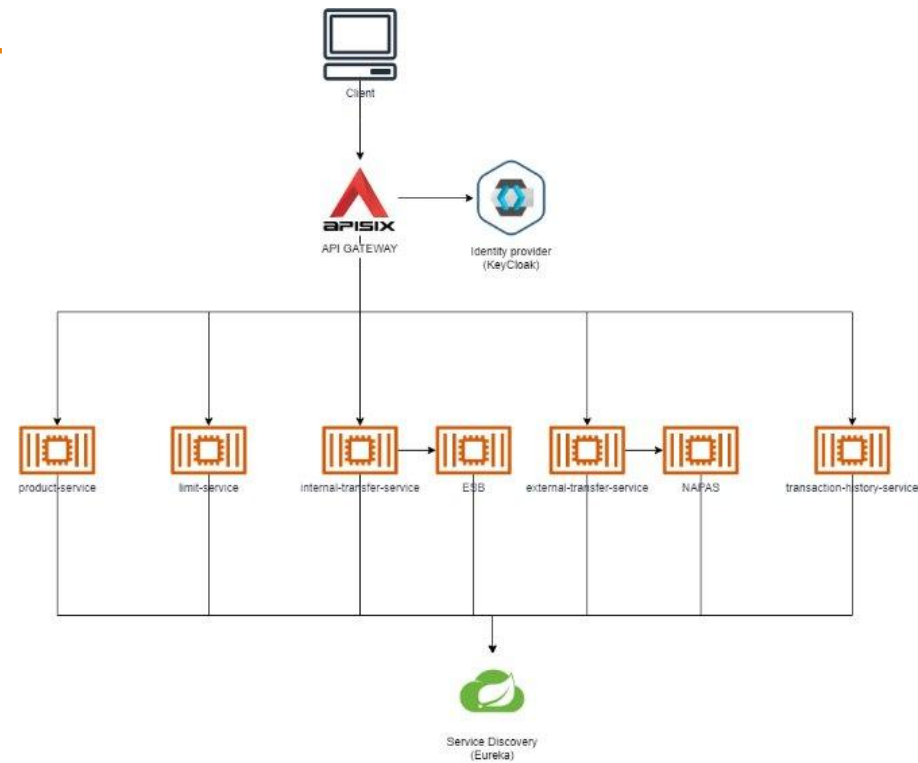 Client
APISIX
API GATEWAY
Identity provider
(KeyCloak)
product-service
limit-service
internal-transfer-service
ESB
external-transfer-service
NAPAS
transaction-history-service
Service Discovery
(Eureka)